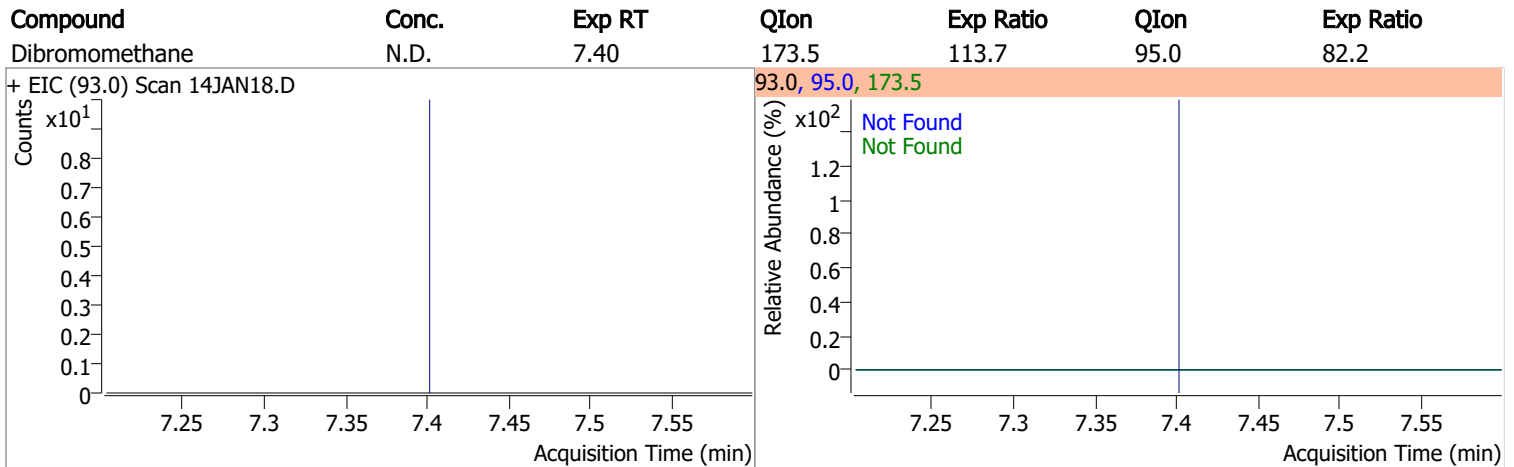 Compound Conc. Exp RT QIon Exp Ratio QIon Exp Ratio
Dibromomethane N.D. 7.40 173.5 113.7 95.0 82.2
+ EIC (93.0) Scan 14JAN18.D
Counts
x10¹
0.8
0.7
0.6
0.5
0.4
0.3
0.2
0.1
0
7.25 7.3 7.35 7.4 7.45 7.5 7.55
Acquisition Time (min)
93.0, 95.0, 173.5
Relative Abundance (%)
x10²
Not Found
Not Found
1.2
1
0.8
0.6
0.4
0.2
0
7.25 7.3 7.35 7.4 7.45 7.5 7.55
Acquisition Time (min)